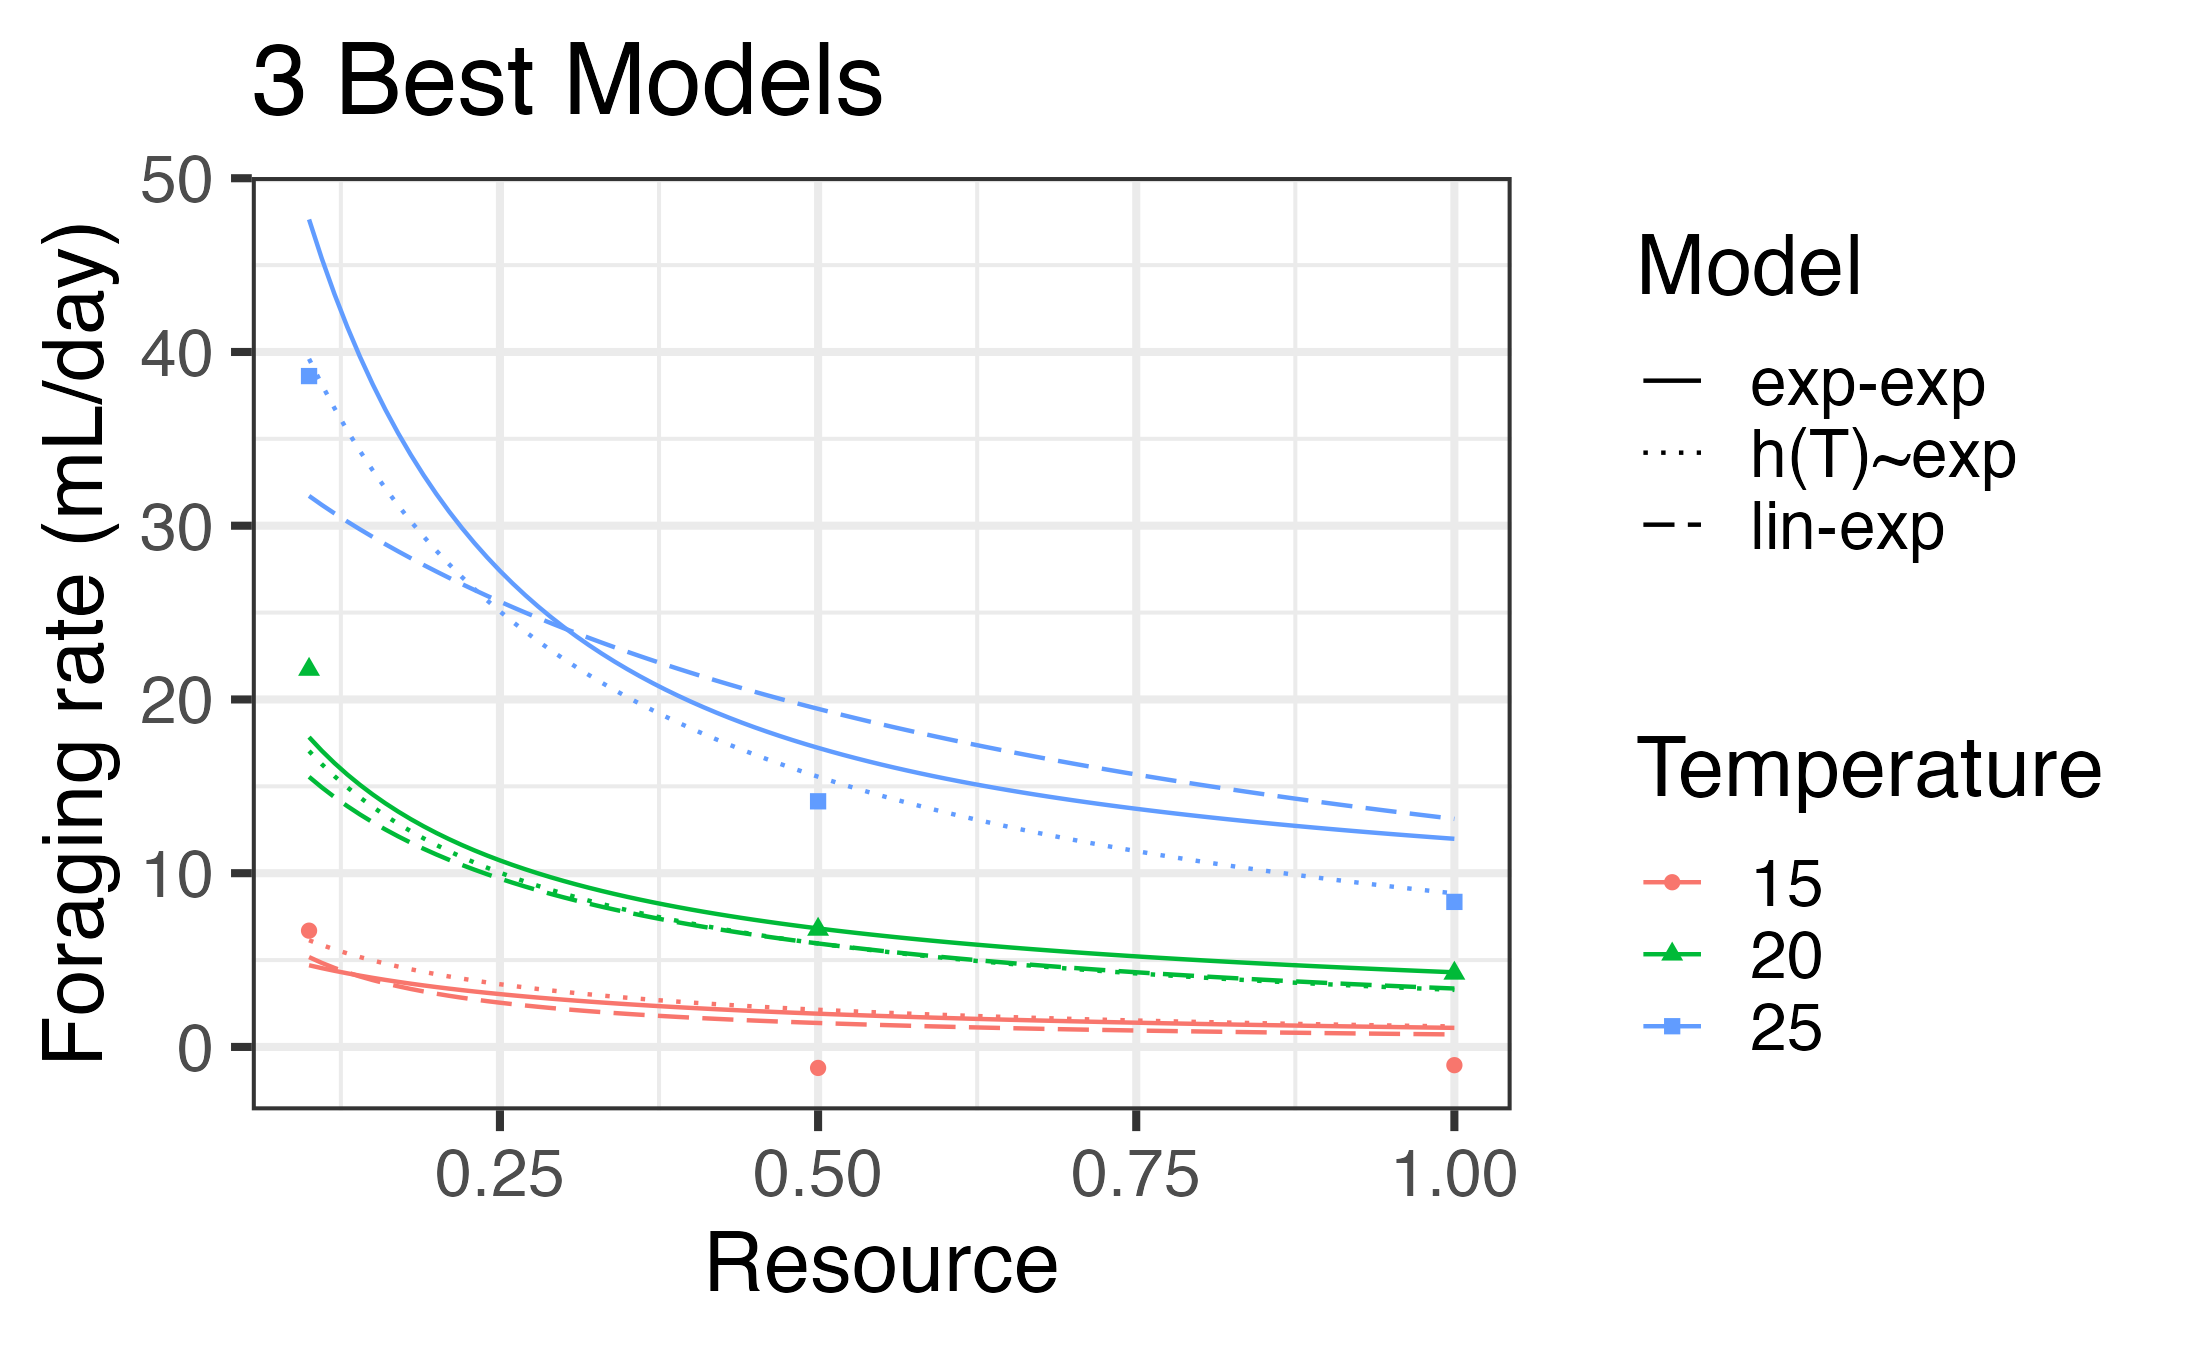 3 Best Models
Foraging rate (mL/day)
50
40
30
20
10
0
0.25
0.50
0.75
1.00
Resource
Model
exp-exp
h(T)~exp
lin-exp
Temperature
15
20
25